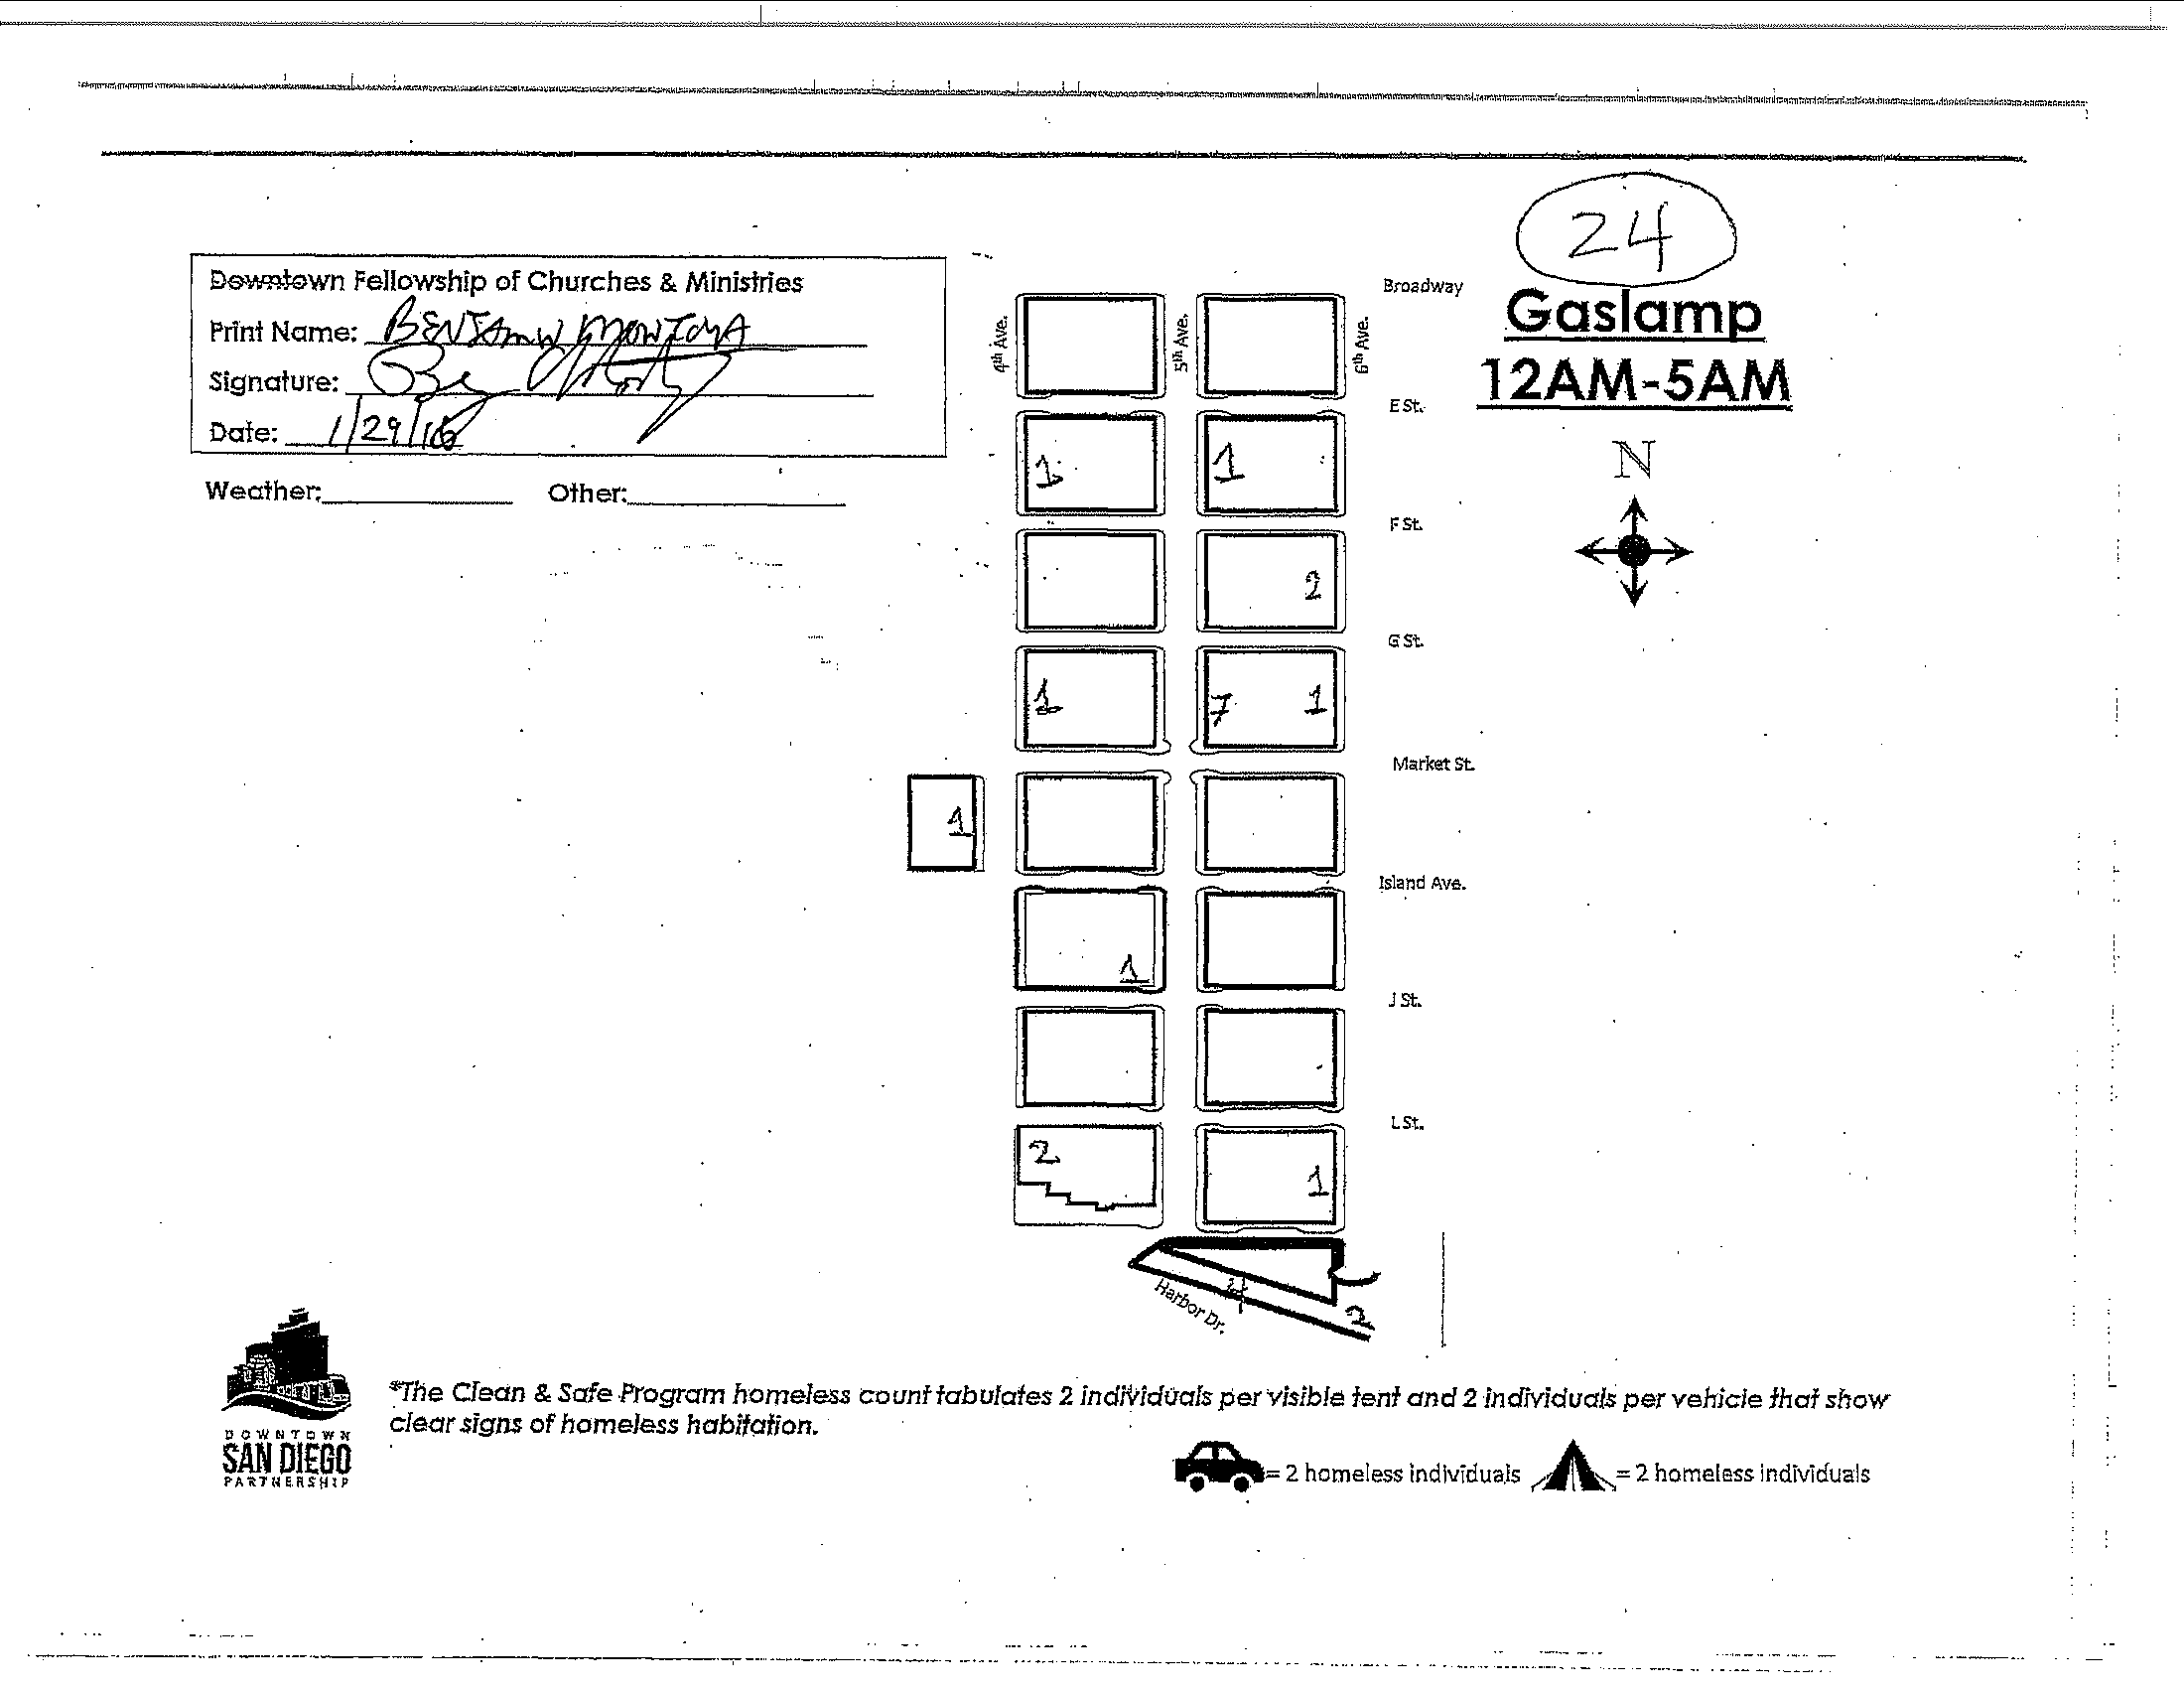 24
Gaslamp
12AM-5AM
N
Downtown Fellowship of Churches & Ministries
Print Name: BENJAMIN MONTOYA
Signature:
Date: 1/29/16
Weather: Other:
Broadway
4th Ave. 5th Ave. 6th Ave.
E St.
1 1
F St.
2
G St.
1 7 1
Market St.
1
Island Ave.
1
J St.
L St.
2 1
Harbor Dr.
2
*The Clean & Safe Program homeless count tabulates 2 individuals per visible tent and 2 individuals per vehicle that show
clear signs of homeless habitation.
= 2 homeless individuals = 2 homeless individuals
DOWNTOWN
SAN DIEGO
PARTNERSHIP